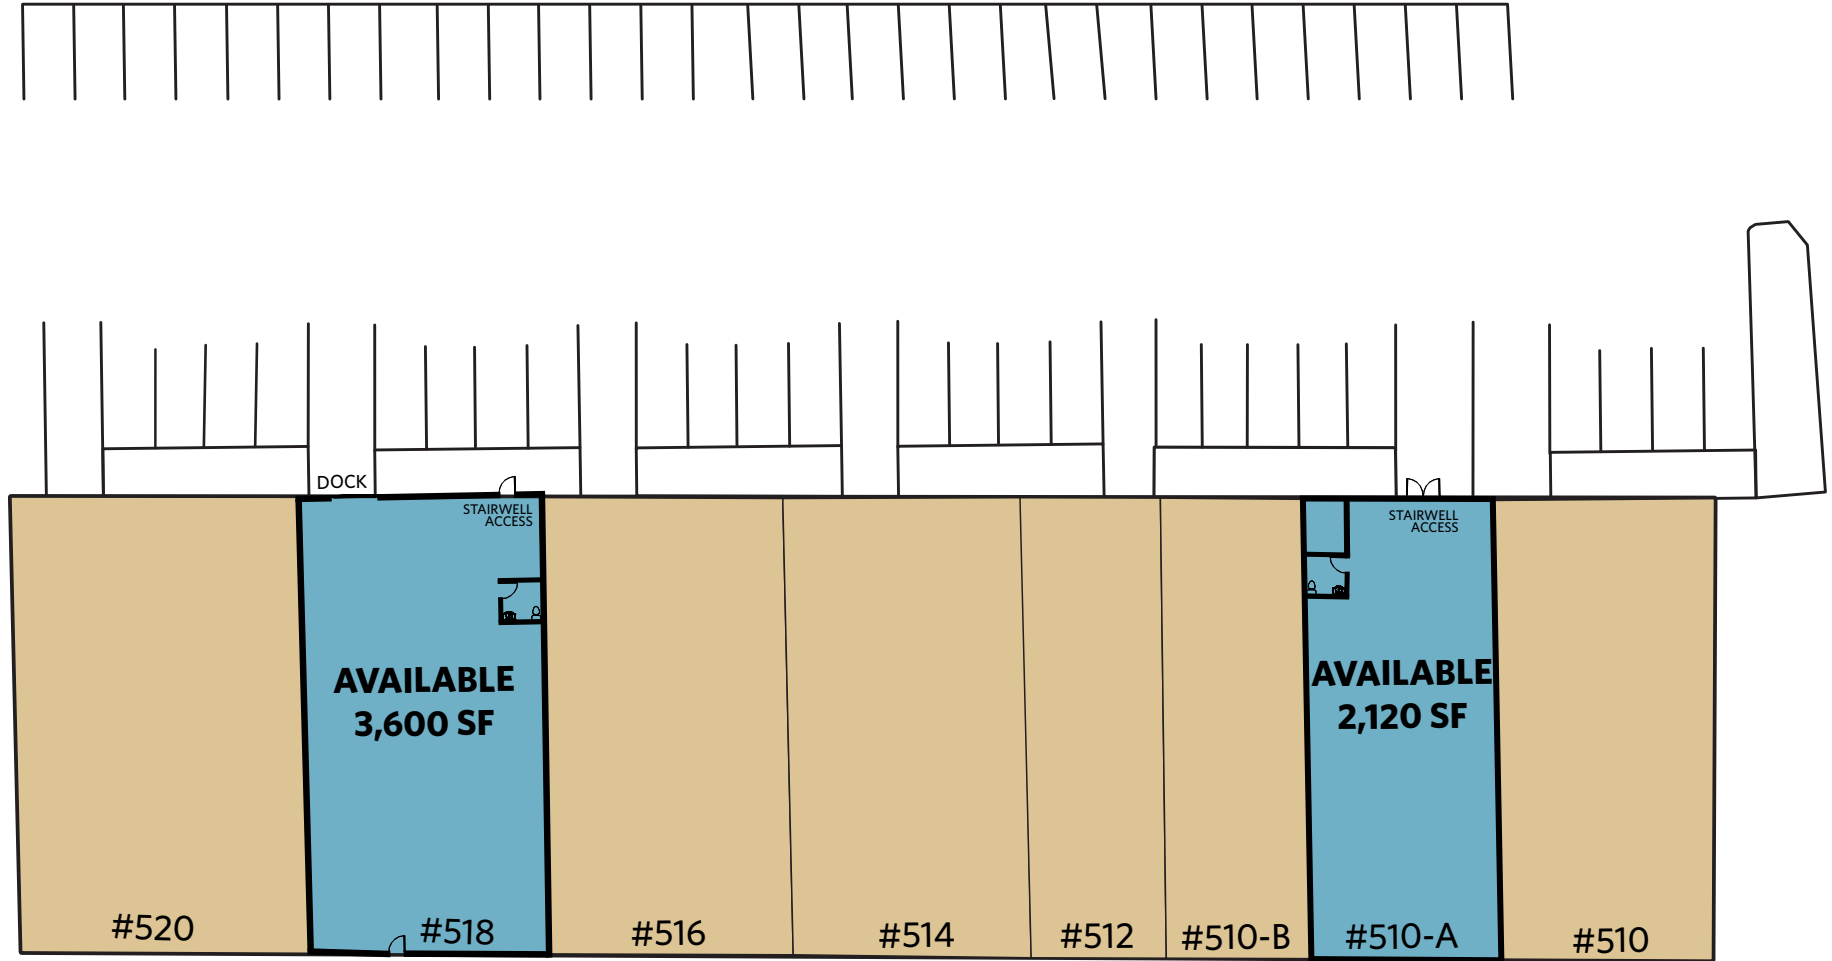 DOCK
STAIRWELL
ACCESS
STAIRWELL
ACCESS
AVAILABLE
3,600 SF
AVAILABLE
2,120 SF
#520
#518
#516
#514
#512
#510-B
#510-A
#510